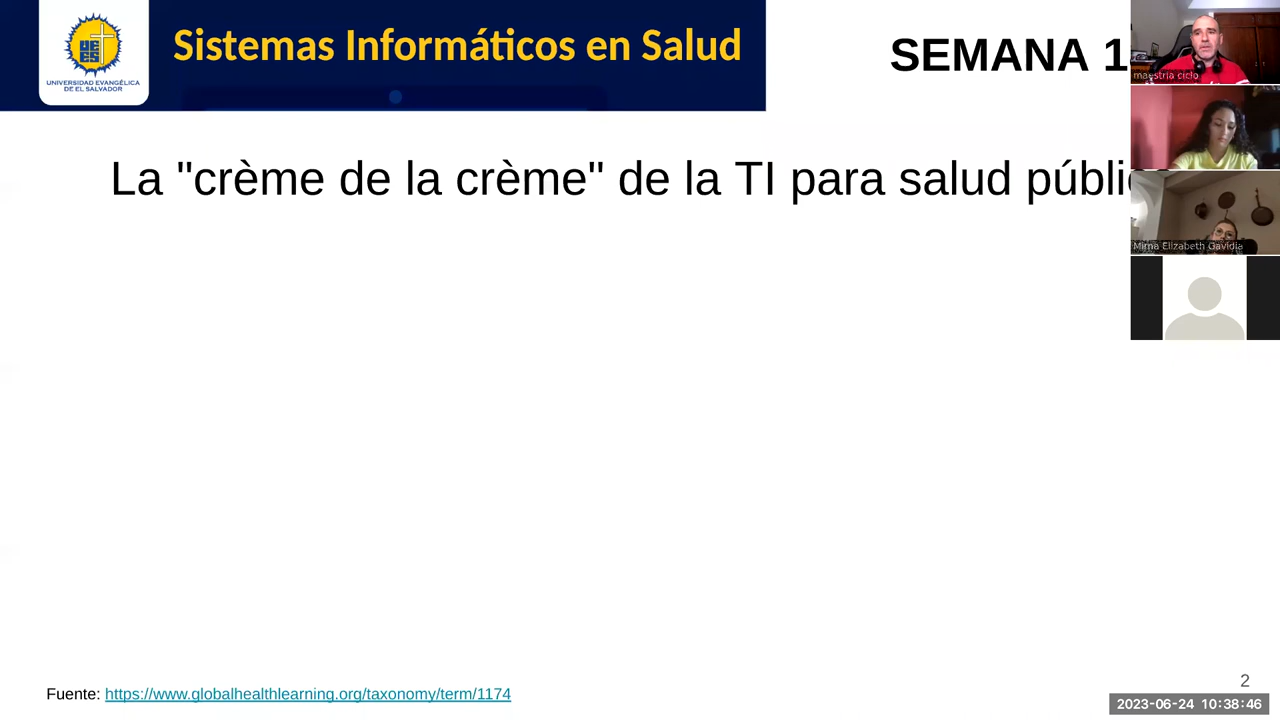 Sistemas Informáticos en Salud
SEMANA 1
UNIVERSIDAD EVANGÉLICA
DE EL SALVADOR
maestria ciclo
La "crème de la crème" de la TI para salud
Mirna Elizabeth Gavidia
2
Fuente: https://www.globalhealthlearning.org/taxonomy/term/1174
2023-06-24 10:38:46